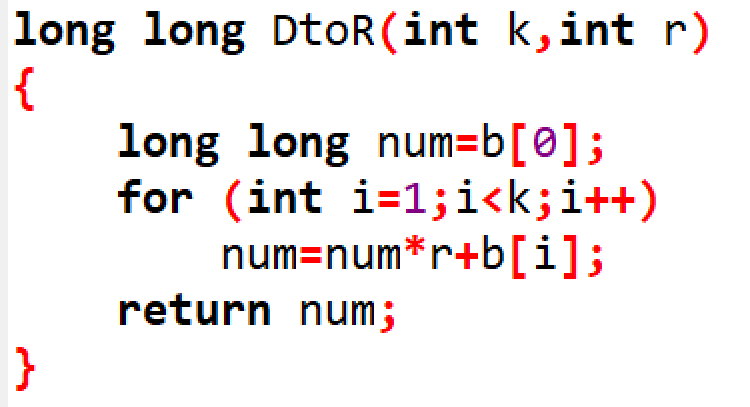 long long DtoR(int k,int r)
{
    long long num=b[0];
    for (int i=1;i<k;i++)
        num=num*r+b[i];
    return num;
}